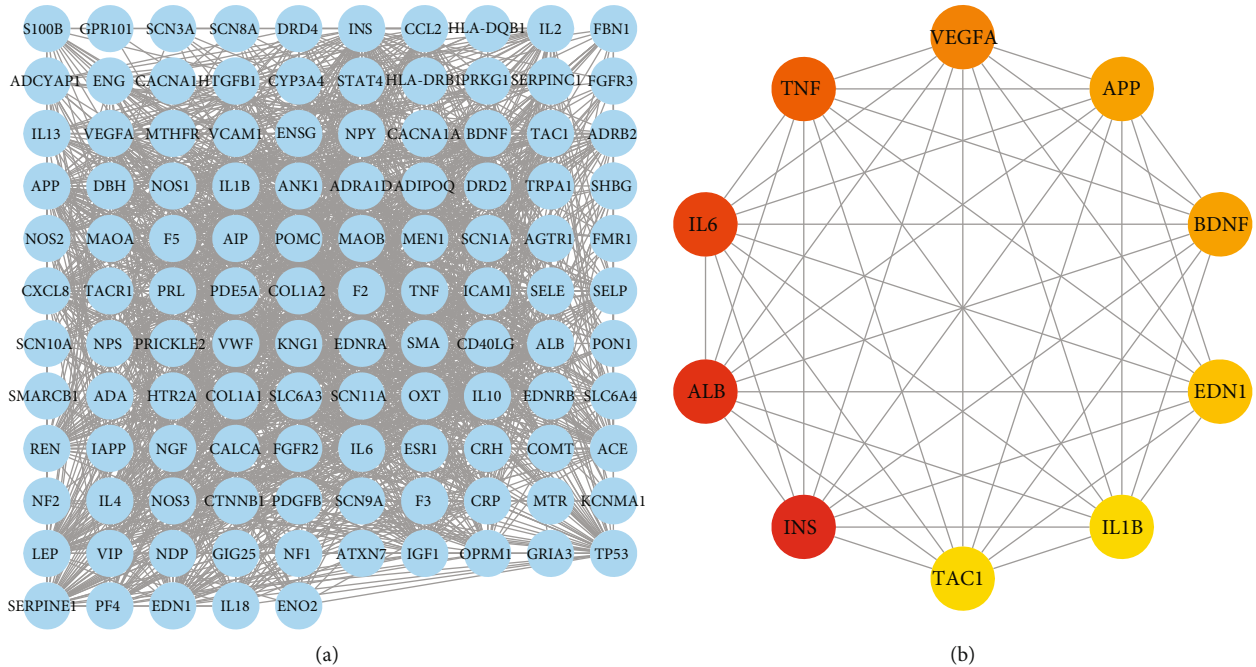 S100B GPR101 SCN3A SCN8A DRD4 INS CCL2 HLA-DQB1 IL2 FBN1
ADCYAP1 ENG CACNA1H HTGFB1 CYP3A4 STAT4 HLA-DRB1 PRKG1 SERPINC1 FGFR3
IL13 VEGFA MTHFR VCAM1 ENSG NPY CACNA1A BDNF TAC1 ADRB2
APP DBH NOS1 IL1B ANK1 ADRA1D ADIPOQ DRD2 TRPA1 SHBG
NOS2 MAOA F5 AIP POMC MAOB MEN1 SCN1A AGTR1 FMR1
CXCL8 TACR1 PRL PDE5A COL1A2 F2 TNF ICAM1 SELE SELP
SCN10A NPS PRICKLE2 VWF KNG1 EDNRA SMA CD40LG ALB PON1
SMARCB1 ADA HTR2A COL1A1 SLC6A3 SCN11A OXT IL10 EDNRB SLC6A4
REN IAPP NGF CALCA FGFR2 IL6 ESR1 CRH COMT ACE
NF2 IL4 NOS3 CTNNB1 PDGFB SCN9A F3 CRP MTR KCNMA1
LEP VIP NDP GIG25 NF1 ATXN7 IGF1 OPRM1 GRIA3 TP53
SERPINE1 PF4 EDN1 IL18 ENO2
(a)
VEGFA
TNF APP
IL6 BDNF
ALB EDN1
INS IL1B
TAC1
(b)